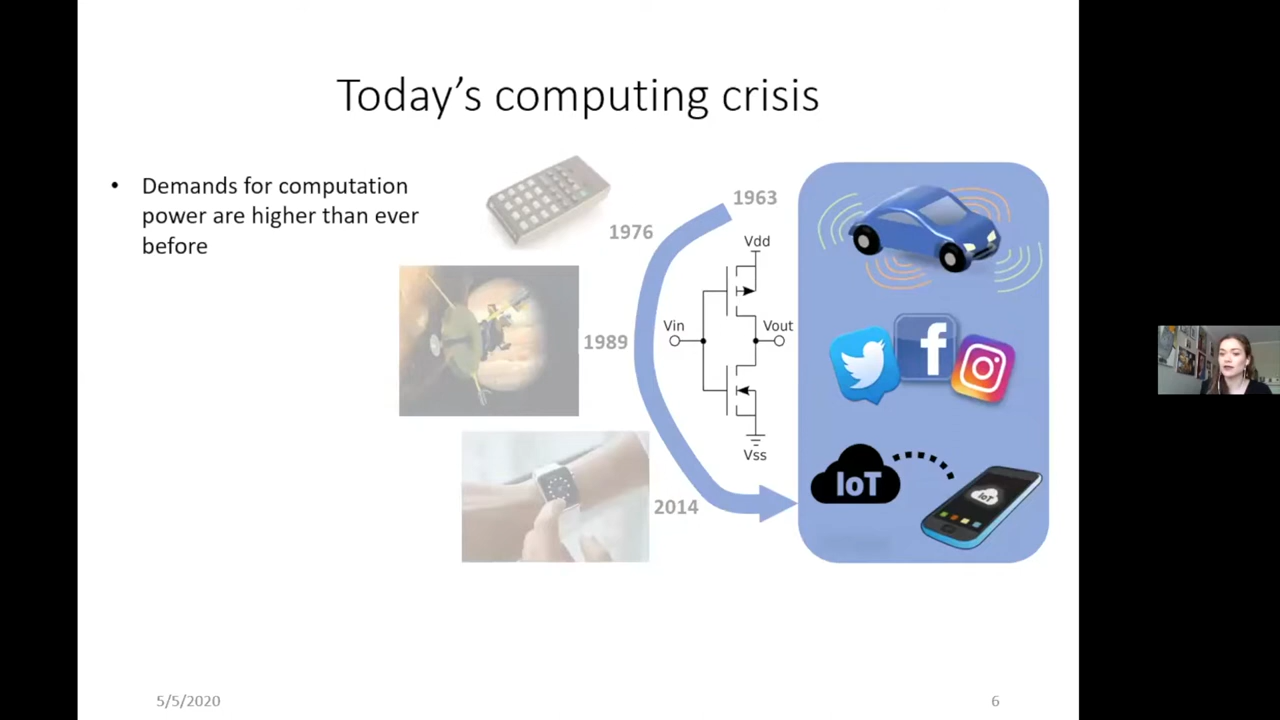 Today's computing crisis
• Demands for computation
power are higher than ever
before
1976
1963
1989
2014
Vdd
Vin
Vout
Vss
f
IoT
IoT
5/5/2020
6